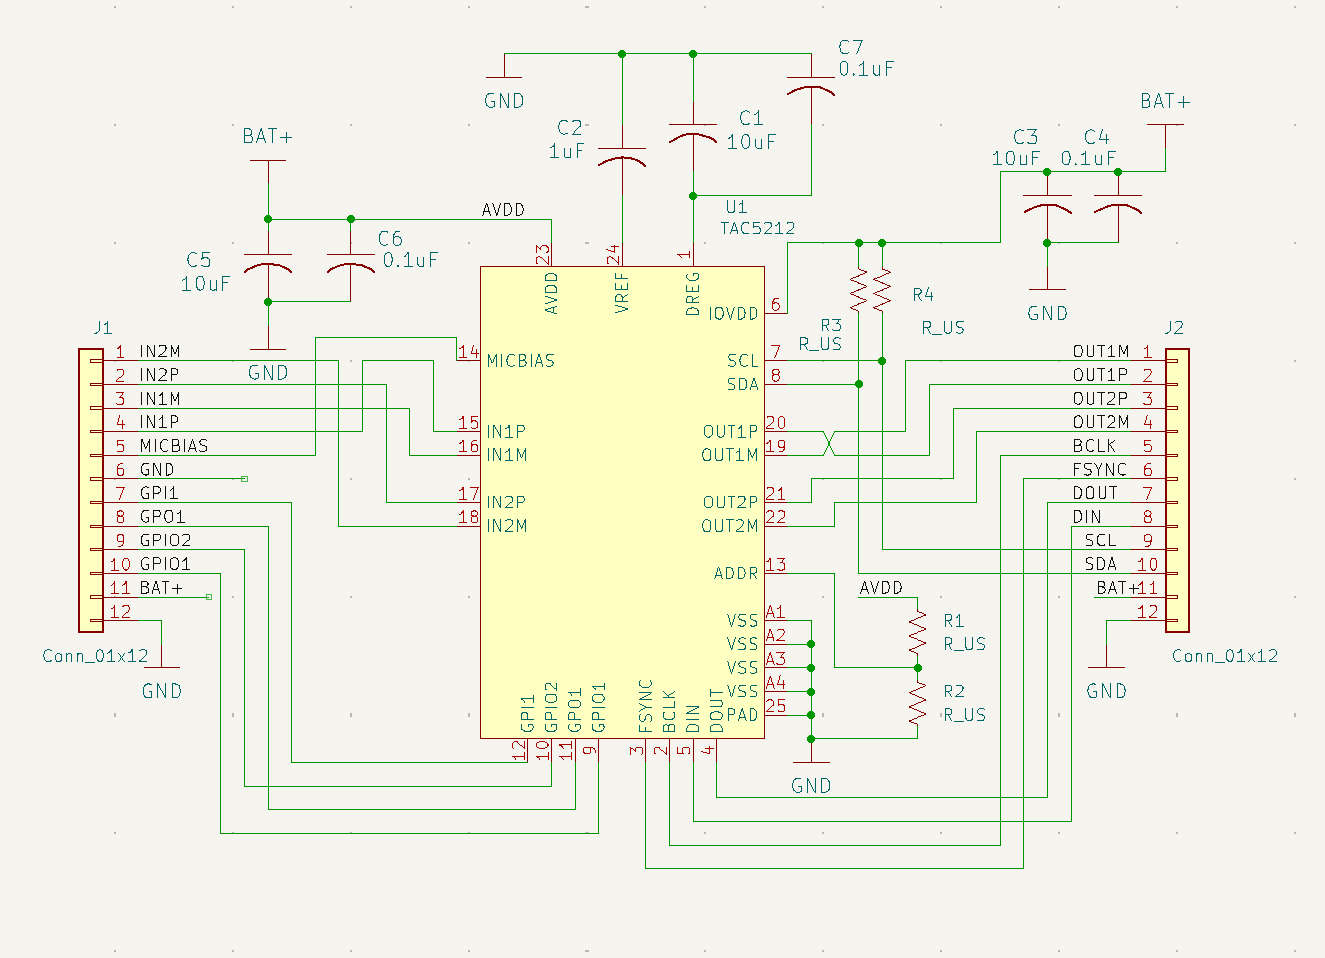 C7
0.1uF
GND
BAT+
C2
1uF
C1
10uF
C3
10uF
C4
0.1uF
BAT+
AVDD
U1
TAC5212
C5
10uF
C6
0.1uF
GND
23
24
1
AVDD
VREF
DREG
IOVDD
6
R3
R_US
R4
R_US
GND
J1
1 IN2M
2 IN2P
3 IN1M
4 IN1P
5 MICBIAS
6 GND
7 GPI1
8 GPO1
9 GPIO2
10 GPIO1
11 BAT+
12
Conn_01x12
GND
14 MICBIAS
15 IN1P
16 IN1M
17 IN2P
18 IN2M
SCL 7
SDA 8
OUT1P 20
OUT1M 19
OUT2P 21
OUT2M 22
ADDR 13
VSS A1
VSS A2
VSS A3
VSS A4
PAD 25
GPI1
GPIO2
GPO1
GPIO1
FSYNC
BCLK
DIN
DOUT
12
10
11
9
3
2
5
4
GND
AVDD
R1
R_US
R2
R_US
J2
OUT1M 1
OUT1P 2
OUT2P 3
OUT2M 4
BCLK 5
FSYNC 6
DOUT 7
DIN 8
SCL 9
SDA 10
BAT+ 11
12
Conn_01x12
GND